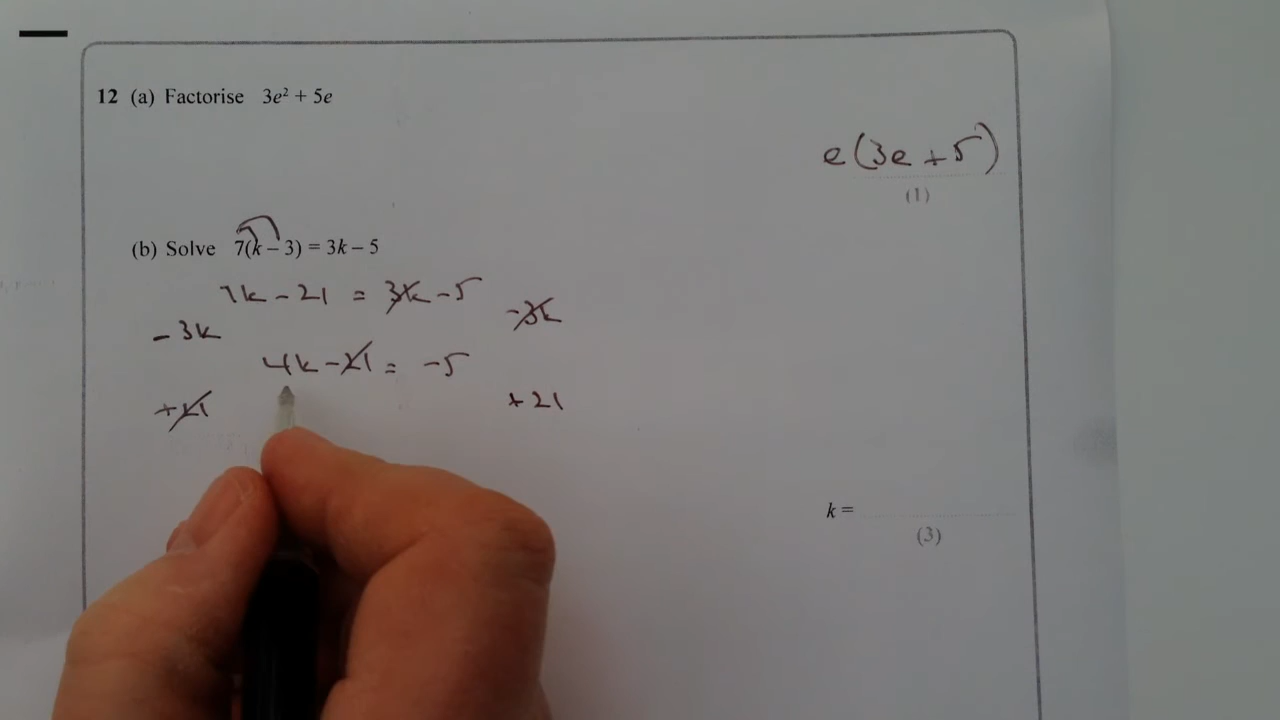 12 (a) Factorise 3e² + 5e
e(3e + 5)
(1)
(b) Solve 7(k – 3) = 3k – 5
7k - 21 = 3k - 5
- 3k - 3k
4k - 21 = -5
+ 21 + 21
k =
(3)